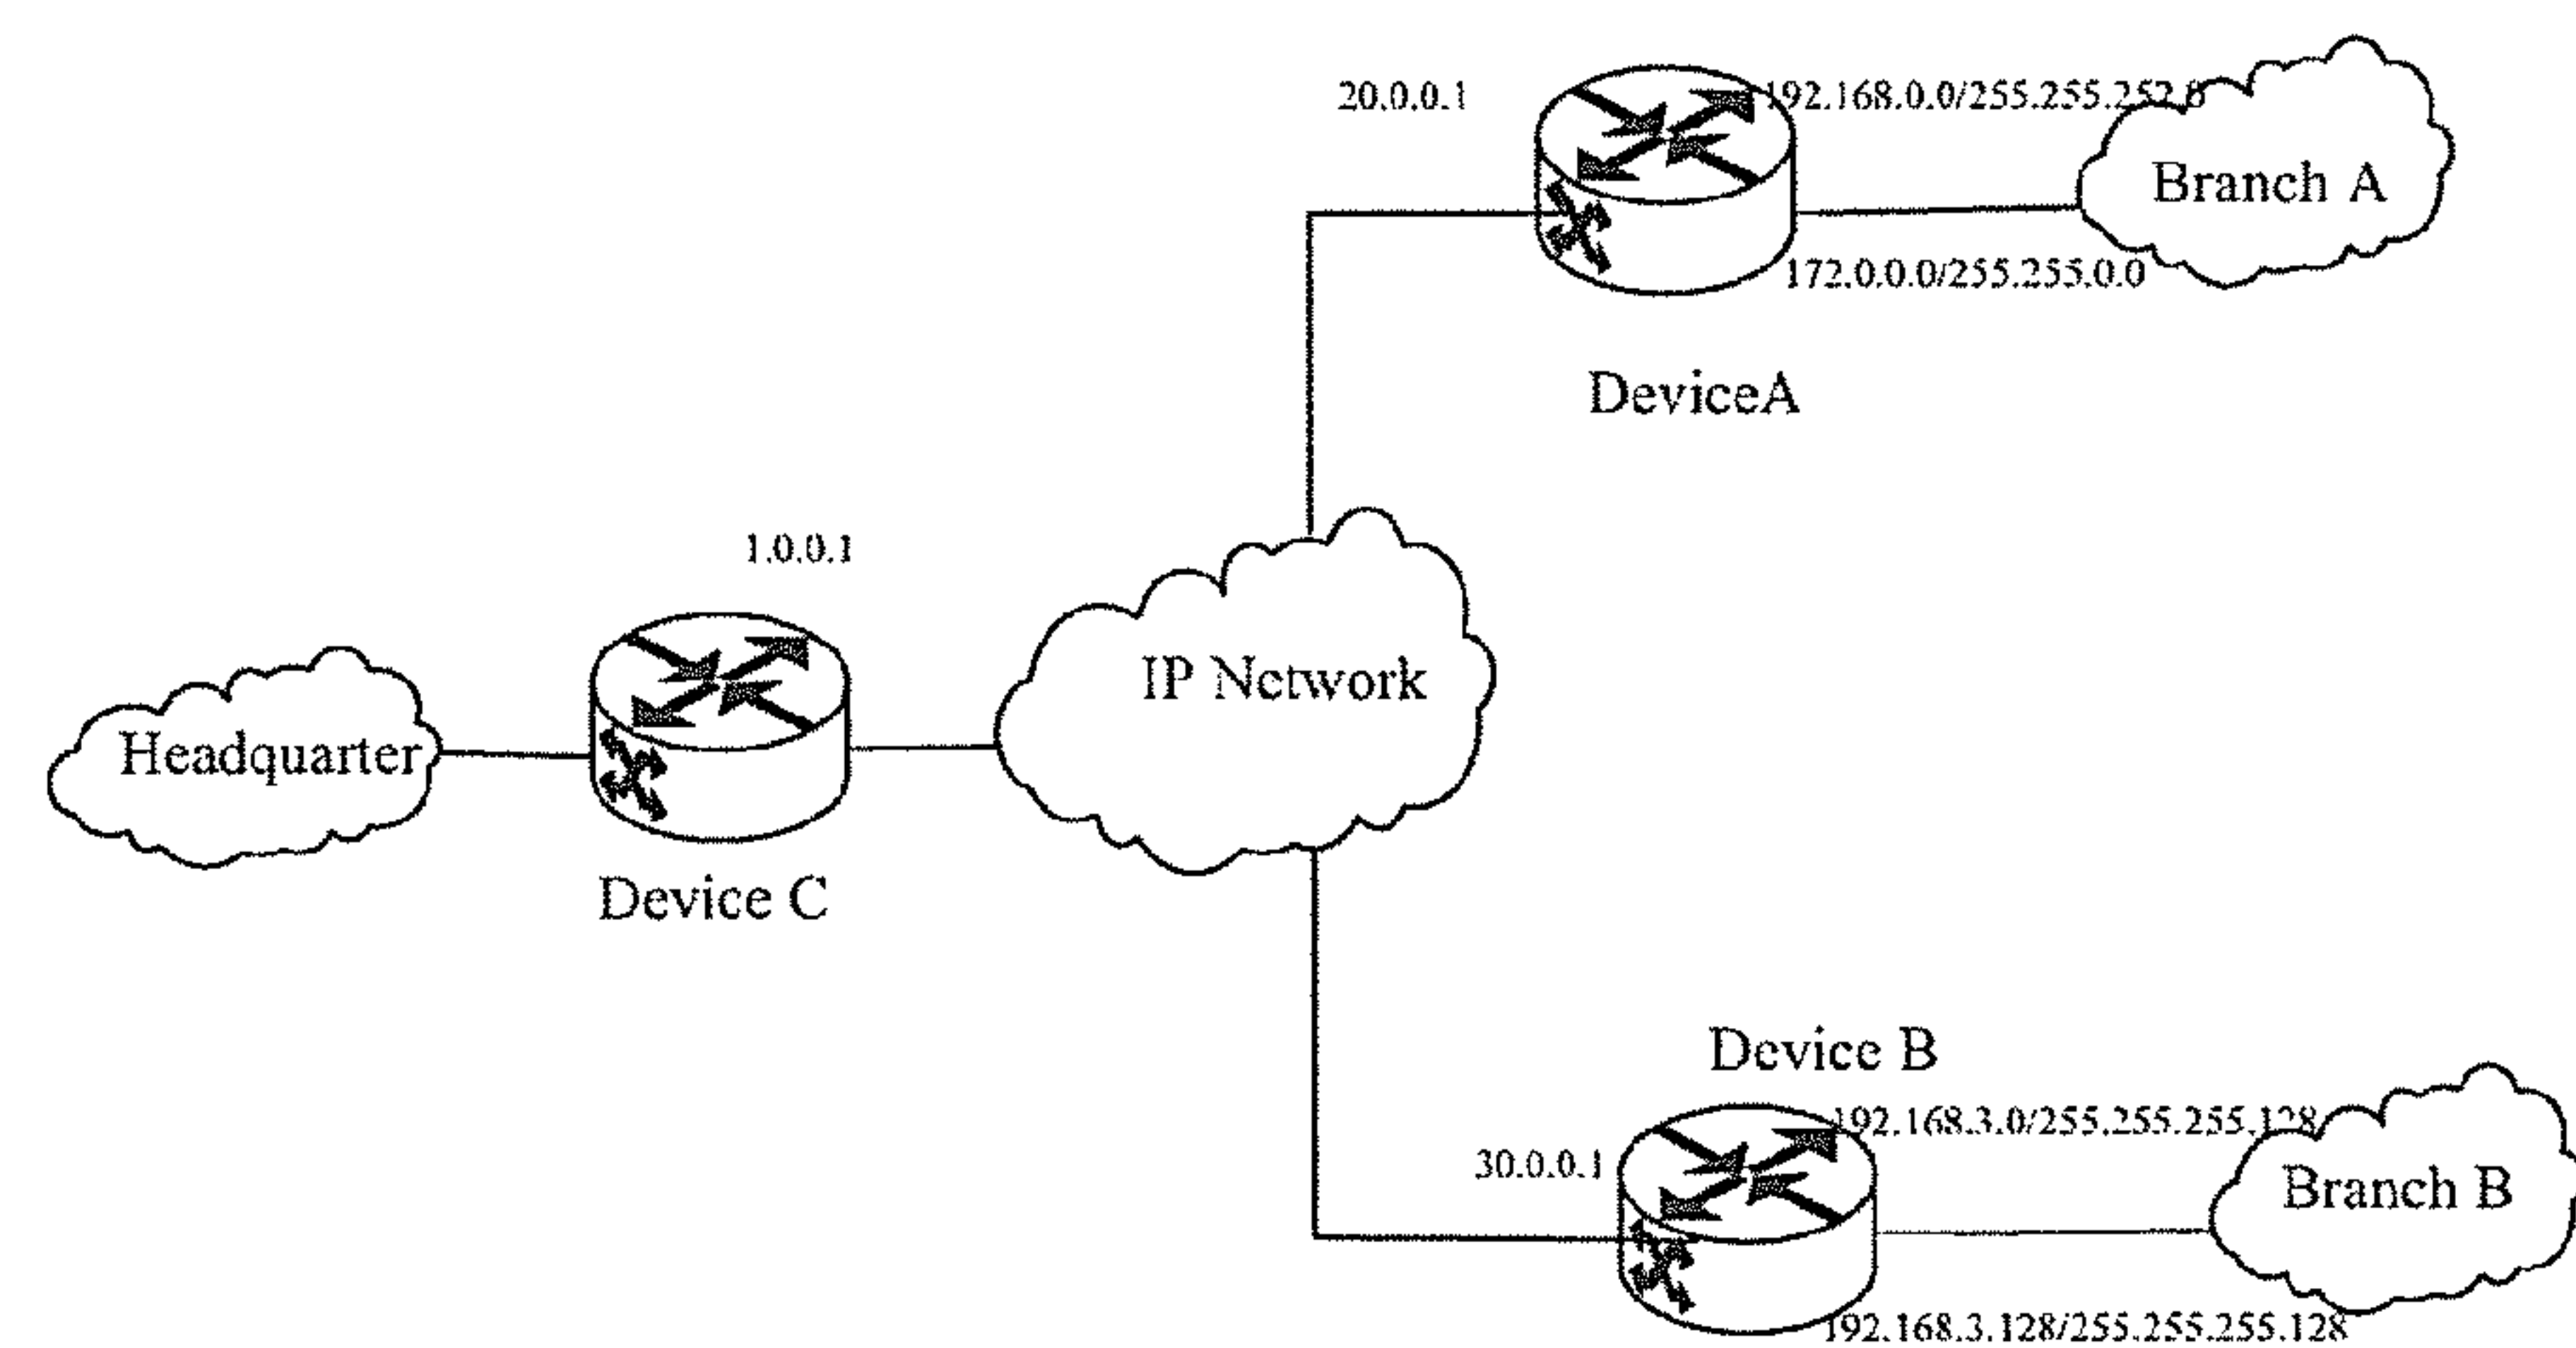 20.0.0.1
192.168.0.0/255.255.252.0
Branch A
172.0.0.0/255.255.0.0
DeviceA
1.0.0.1
IP Network
Headquarter
Device C
Device B
192.168.3.0/255.255.255.128
30.0.0.1
Branch B
192.168.3.128/255.255.255.128